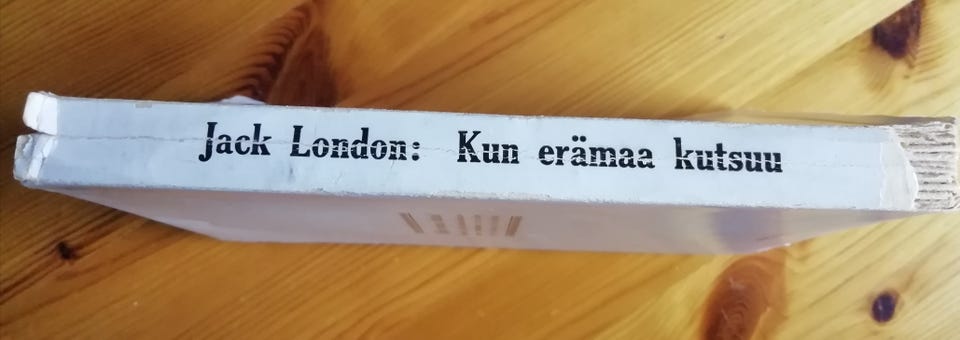 Jack London: Kun erämaa kutsuu